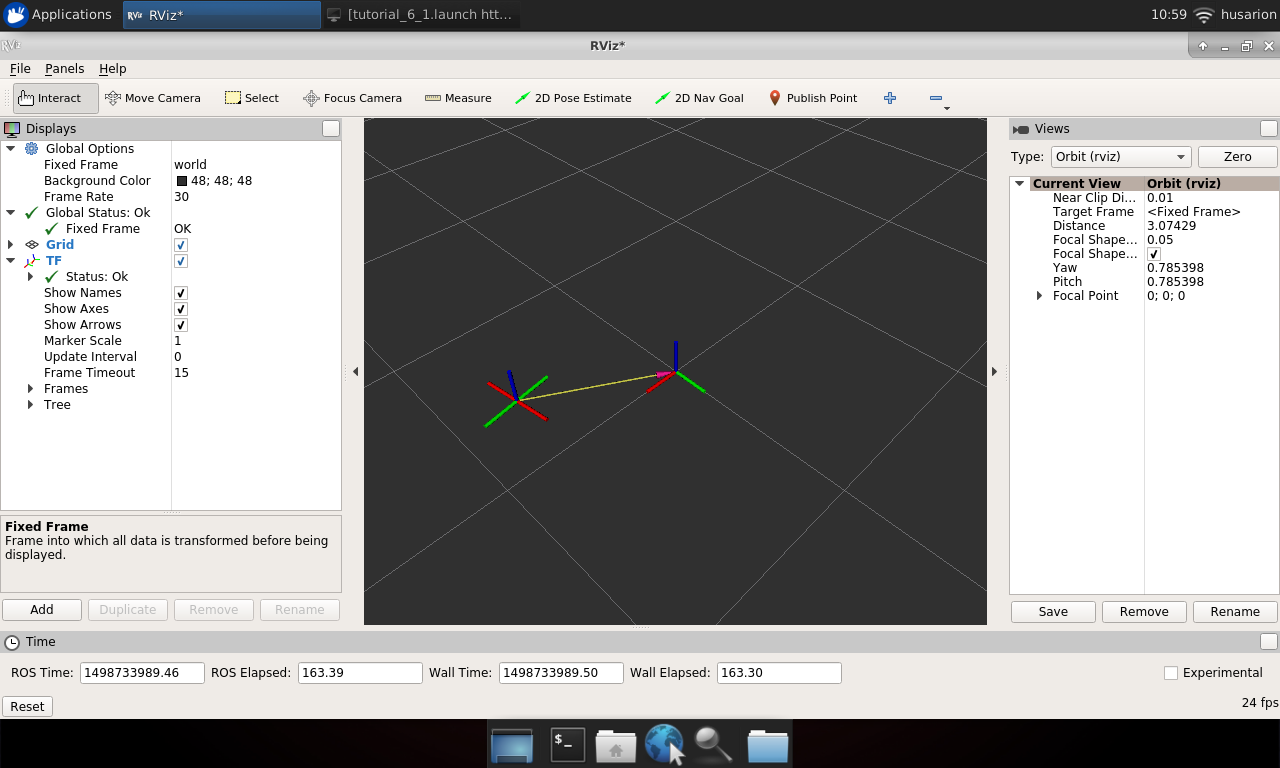 Applications RViz RViz* [tutorial_6_1.launch htt... 10:59 husarion
RViz RViz*
File Panels Help
Interact Move Camera Select Focus Camera Measure 2D Pose Estimate 2D Nav Goal Publish Point
Displays
Global Options
Fixed Frame world
Background Color 48; 48; 48
Frame Rate 30
Global Status: Ok
Fixed Frame OK
Grid
TF
Status: Ok
Show Names
Show Axes
Show Arrows
Marker Scale 1
Update Interval 0
Frame Timeout 15
Frames
Tree
Fixed Frame
Frame into which all data is transformed before being
displayed.
Add Duplicate Remove Rename
Views
Type: Orbit (rviz) Zero
Current View Orbit (rviz)
Near Clip Di... 0.01
Target Frame <Fixed Frame>
Distance 3.07429
Focal Shape... 0.05
Focal Shape...
Yaw 0.785398
Pitch 0.785398
Focal Point 0; 0; 0
Save Remove Rename
Time
ROS Time: 1498733989.46 ROS Elapsed: 163.39 Wall Time: 1498733989.50 Wall Elapsed: 163.30 Experimental
Reset 24 fps
$_